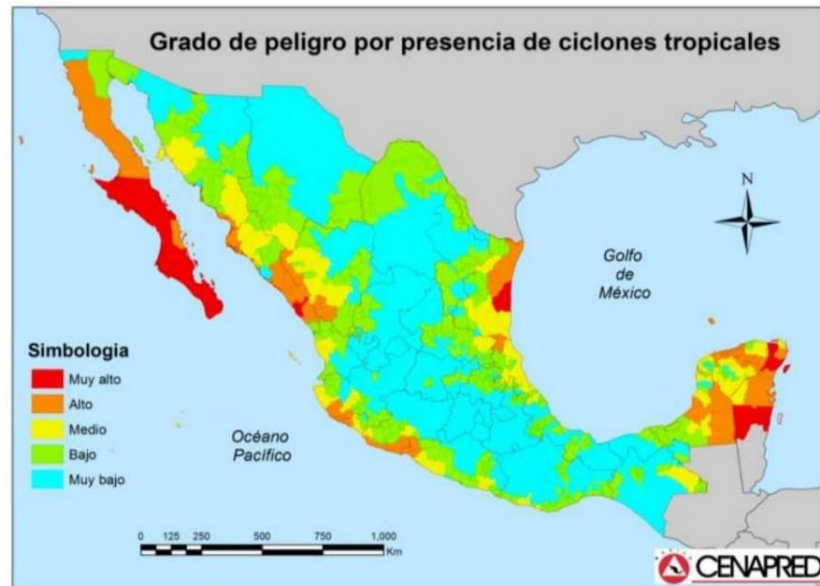 Grado de peligro por presencia de ciclones tropicales
N
Golfo
de
México
Simbologia
Muy alto
Alto
Medio
Bajo
Muy bajo
Océano
Pacífico
0 125 250 500 750 1,000
Km
CENAPRED